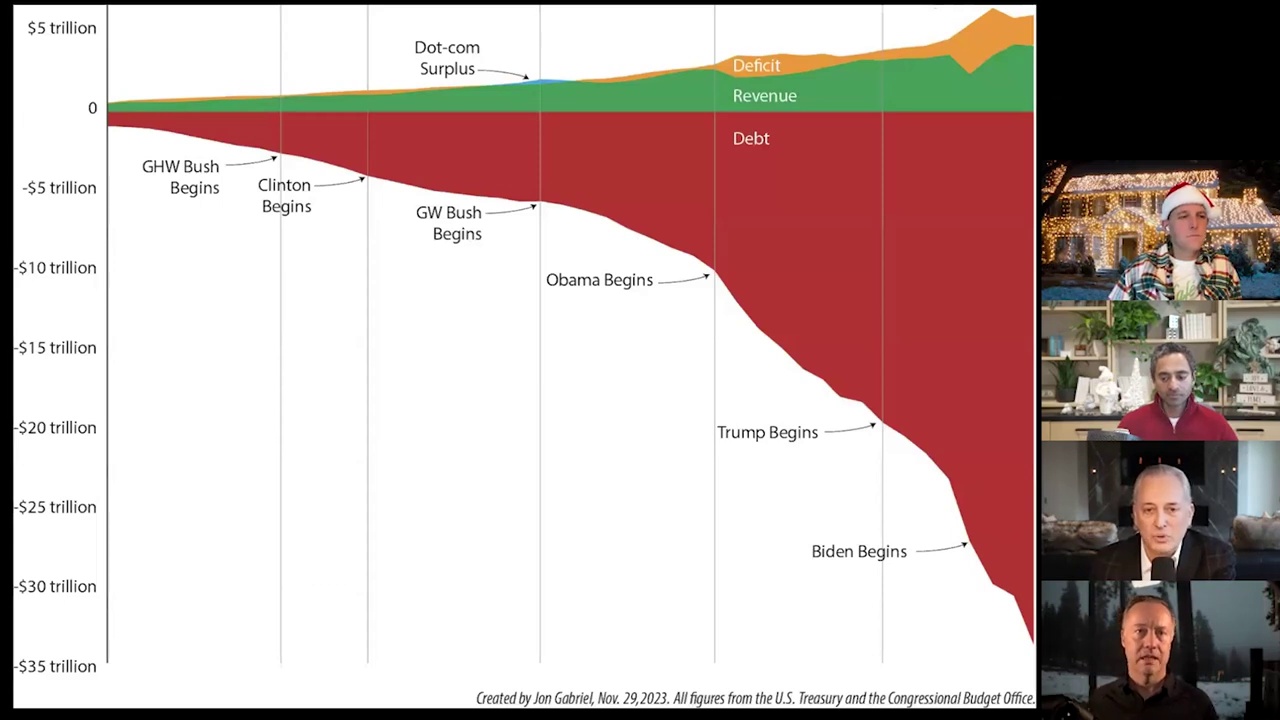 $5 trillion
Dot-com
Surplus
Deficit
Revenue
0
Debt
GHW Bush
Begins
-$5 trillion
Clinton
Begins
GW Bush
Begins
-$10 trillion
Obama Begins
-$15 trillion
-$20 trillion
Trump Begins
-$25 trillion
Biden Begins
-$30 trillion
-$35 trillion
Created by Jon Gabriel, Nov. 29,2023. All figures from the U.S. Treasury and the Congressional Budget Office.